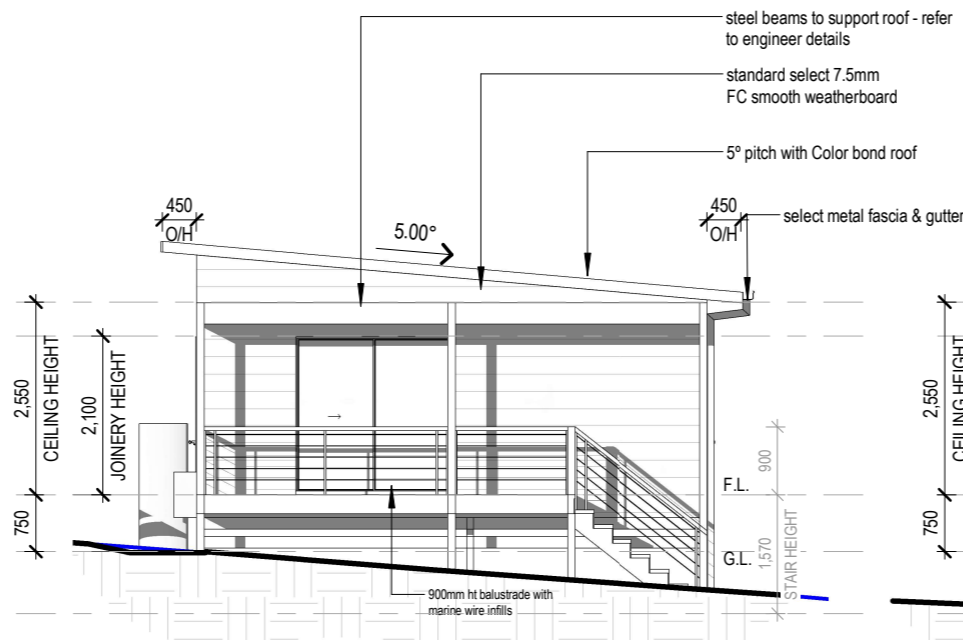 steel beams to support roof - refer
to engineer details
standard select 7.5mm
FC smooth weatherboard
5º pitch with Color bond roof
450
O/H
5.00°
450
O/H
select metal fascia & gutter
2,550
CEILING HEIGHT
2,100
JOINERY HEIGHT
750
900
F.L.
G.L.
1,570
STAIR HEIGHT
2,550
CEILING HEIGHT
750
900mm ht balustrade with
marine wire infills